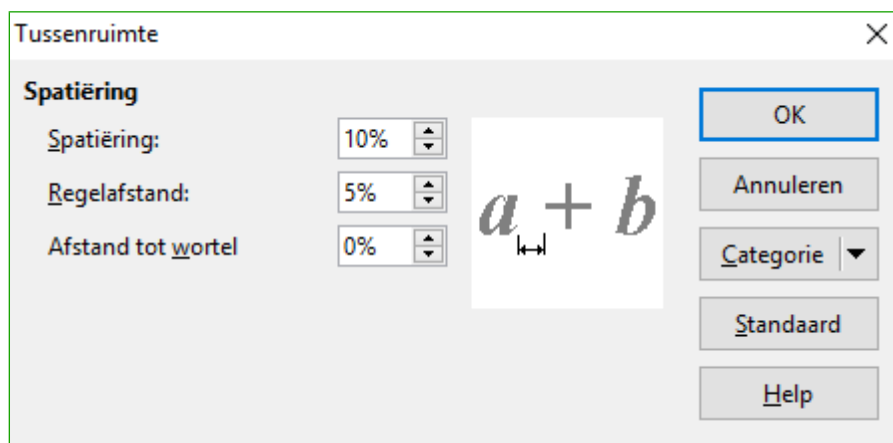 Tussenruimte
Spatiëring
Spatiëring: 10%
Regelafstand: 5%
Afstand tot wortel 0%
a + b
OK
Annuleren
Categorie
Standaard
Help